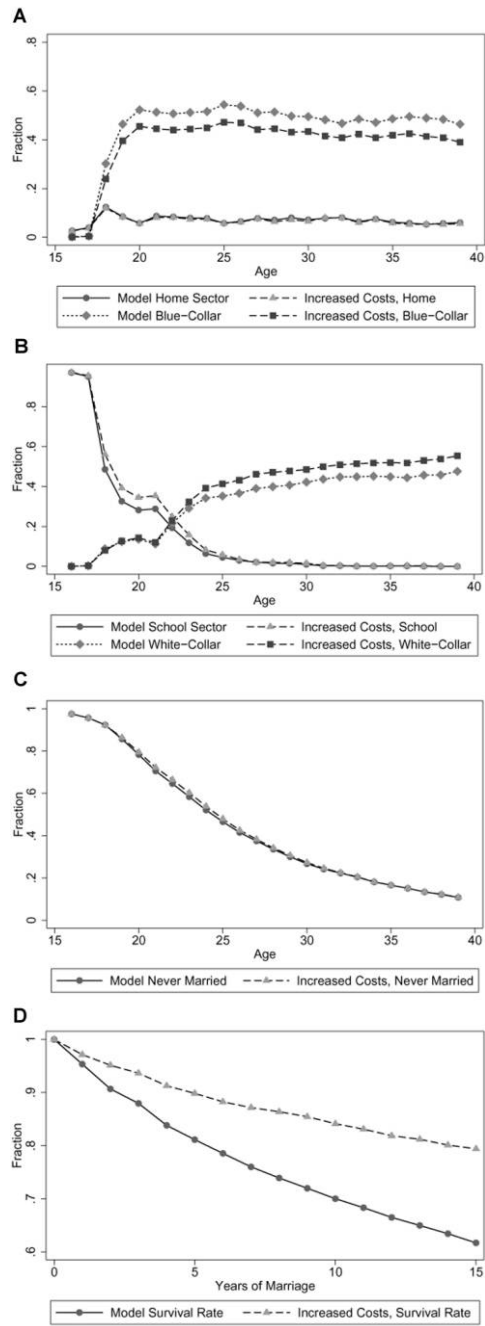 A
.8
.6
.4
.2
0
Fraction
15 20 25 30 35 40
Age
Model Home Sector Increased Costs, Home
Model Blue-Collar Increased Costs, Blue-Collar
B
.8
.6
.4
.2
0
Fraction
15 20 25 30 35 40
Age
Model School Sector Increased Costs, School
Model White-Collar Increased Costs, White-Collar
C
1
.8
.6
.4
.2
0
Fraction
15 20 25 30 35 40
Age
Model Never Married Increased Costs, Never Married
D
1
.9
.8
.7
.6
Fraction
0 5 10 15
Years of Marriage
Model Survival Rate Increased Costs, Survival Rate